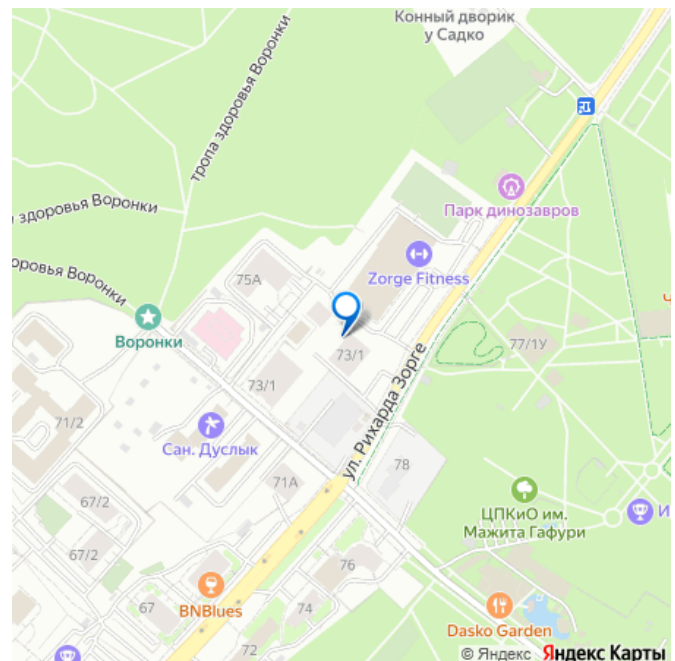 Конный дворик
у Садко
тропа здоровья Воронки
Парк динозавров
здоровья Воронки
Zorge Fitness
оровья Воронки
75А
Воронки
73/1
77/1У
73/1
ул. Рихарда Зорге
71/2
Сан. Дуслык
78
71А
ЦПКиО им.
Мажита Гафури
67/2
67/2
76
67
BNBlues
74
Dasko Garden
72
© Яндекс Яндекс Карты